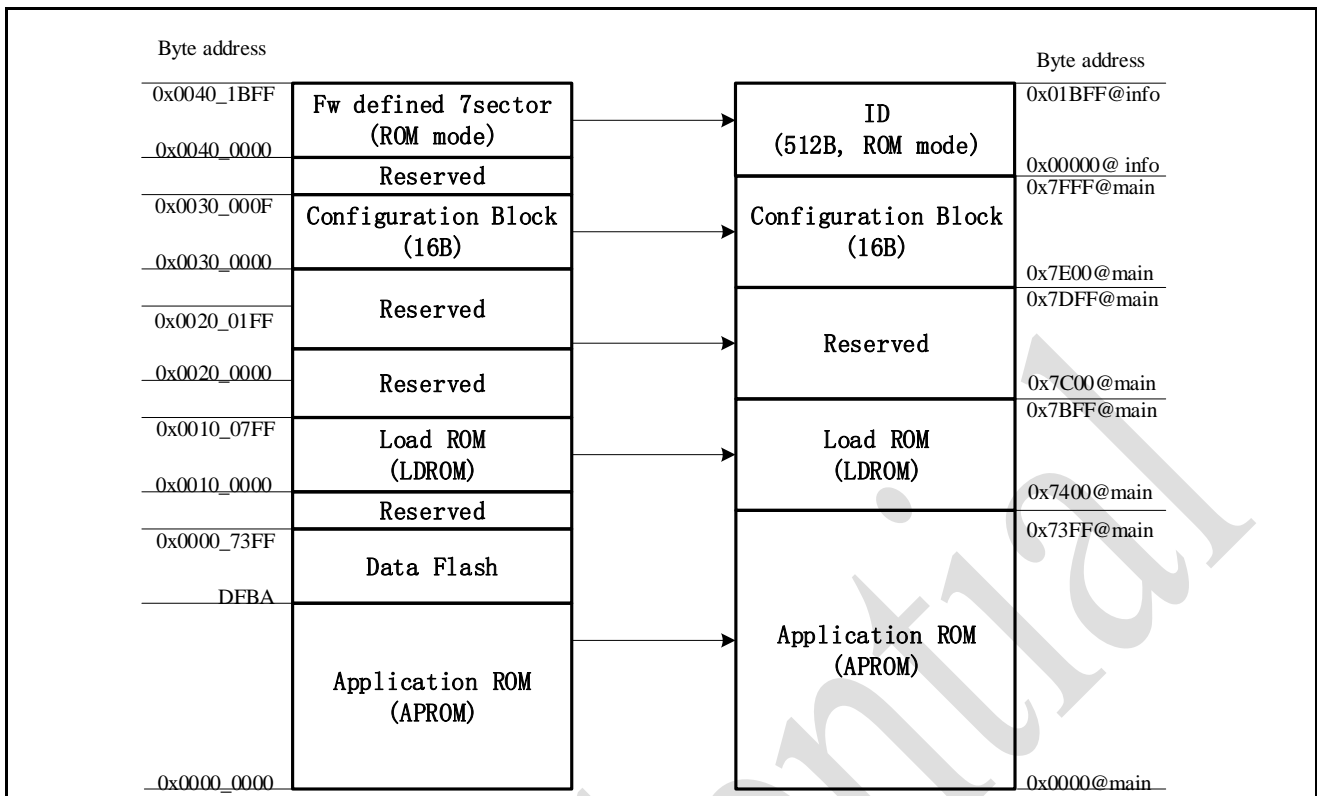 Byte address
0x0040_1BFF
Fw defined 7sector
(ROM mode)
0x0040_0000
Reserved
0x0030_000F
Configuration Block
(16B)
0x0030_0000
Reserved
0x0020_01FF
0x0020_0000
Reserved
0x0010_07FF
Load ROM
(LDROM)
0x0010_0000
Reserved
0x0000_73FF
Data Flash
DFBA
Application ROM
(APROM)
0x0000_0000
Byte address
0x01BFF@info
ID
(512B, ROM mode)
0x00000@ info
0x7FFF@main
Configuration Block
(16B)
0x7E00@main
0x7DFF@main
Reserved
0x7C00@main
0x7BFF@main
Load ROM
(LDROM)
0x7400@main
0x73FF@main
Application ROM
(APROM)
0x0000@main